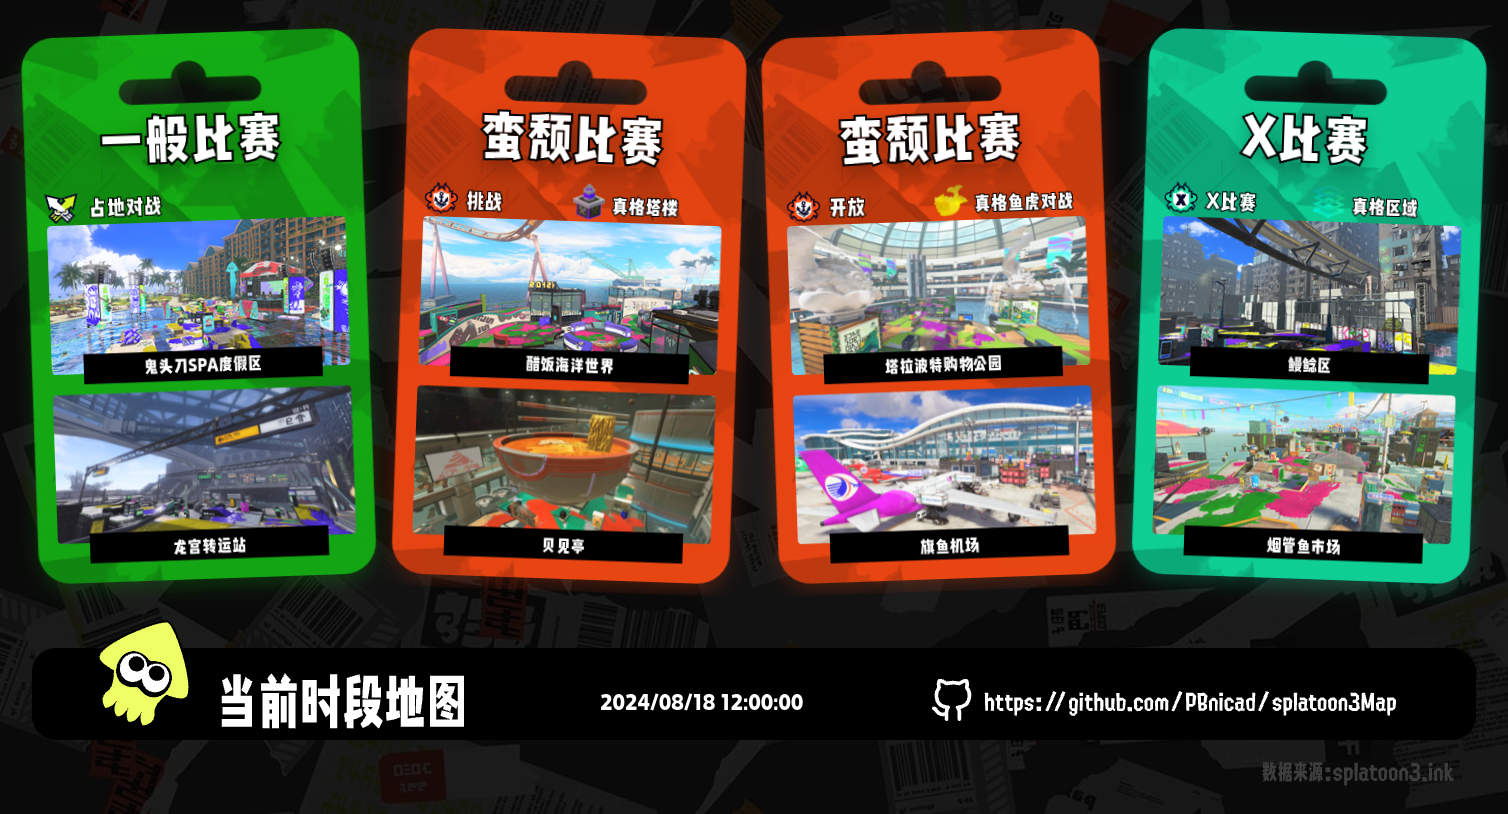 一般比赛
占地对战
鬼头刀SPA度假区
龙宫转运站
蛮颓比赛
挑战
真格塔楼
醋饭海洋世界
贝见亭
蛮颓比赛
开放
真格鱼虎对战
塔拉波特购物公园
旗鱼机场
X比赛
X比赛
真格区域
鳗鲶区
烟管鱼市场
当前时段地图
2024/08/18 12:00:00
https://github.com/PBnicad/splatoon3Map
数据来源:splatoon3.ink